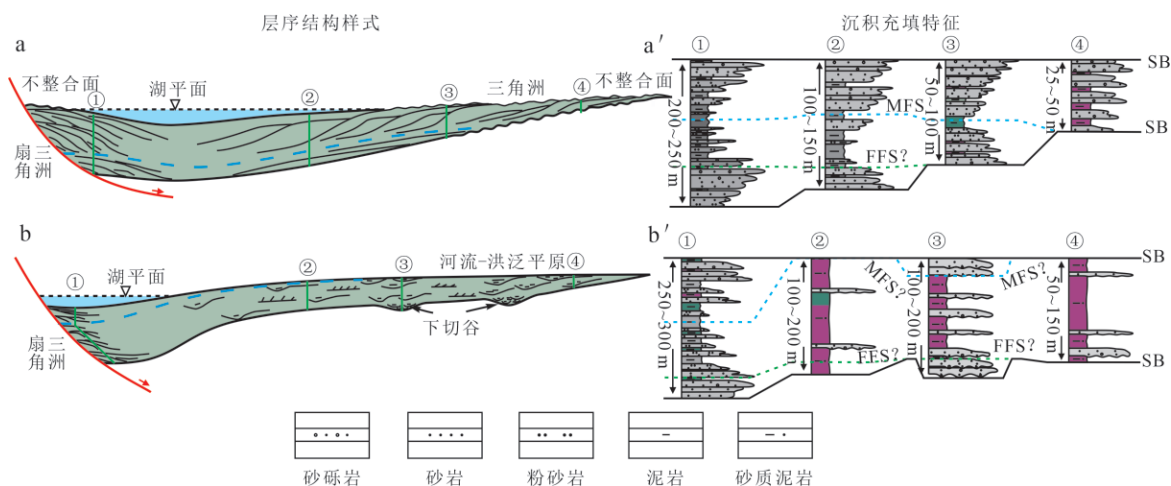 层序结构样式
沉积充填特征
a
不整合面
①
湖平面
②
③
三角洲
④
不整合面
扇三
角洲
a′
①
②
③
④
SB
200~250
100~150 m
50~100 m
25~50 m
MFS
FFS?
SB
b
①
湖平面
②
③
河流-洪泛平原④
扇三
角洲
下切谷
b′
①
②
③
④
SB
250~300 m
100~200 m
100~200 m
50~150 m
MFS?
MFS?
FFS?
FFS?
SB
砂砾岩
砂岩
粉砂岩
泥岩
砂质泥岩